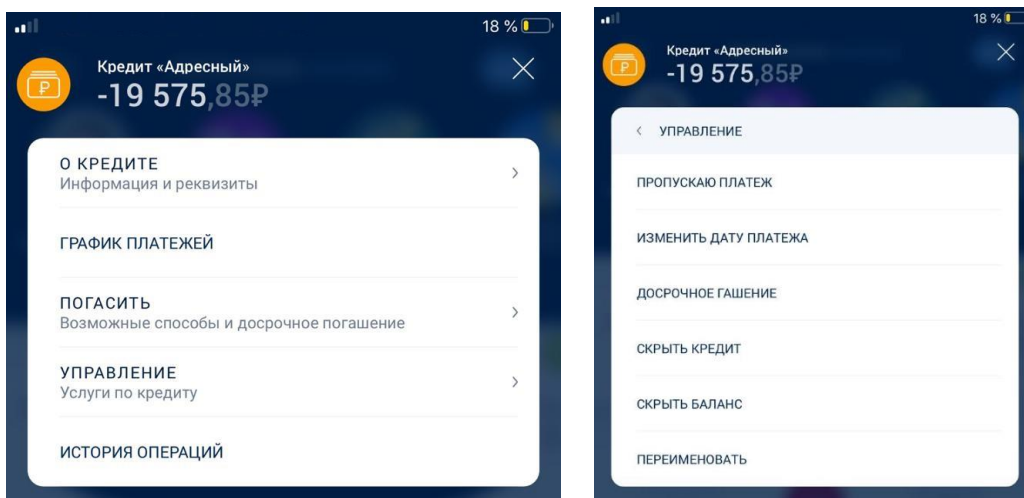 18 %
Кредит «Адресный»
-19 575,85₽
О КРЕДИТЕ
Информация и реквизиты
ГРАФИК ПЛАТЕЖЕЙ
ПОГАСИТЬ
Возможные способы и досрочное погашение
УПРАВЛЕНИЕ
Услуги по кредиту
ИСТОРИЯ ОПЕРАЦИЙ
18 %
Кредит «Адресный»
-19 575,85₽
УПРАВЛЕНИЕ
ПРОПУСКАЮ ПЛАТЕЖ
ИЗМЕНИТЬ ДАТУ ПЛАТЕЖА
ДОСРОЧНОЕ ГАШЕНИЕ
СКРЫТЬ КРЕДИТ
СКРЫТЬ БАЛАНС
ПЕРЕИМЕНОВАТЬ